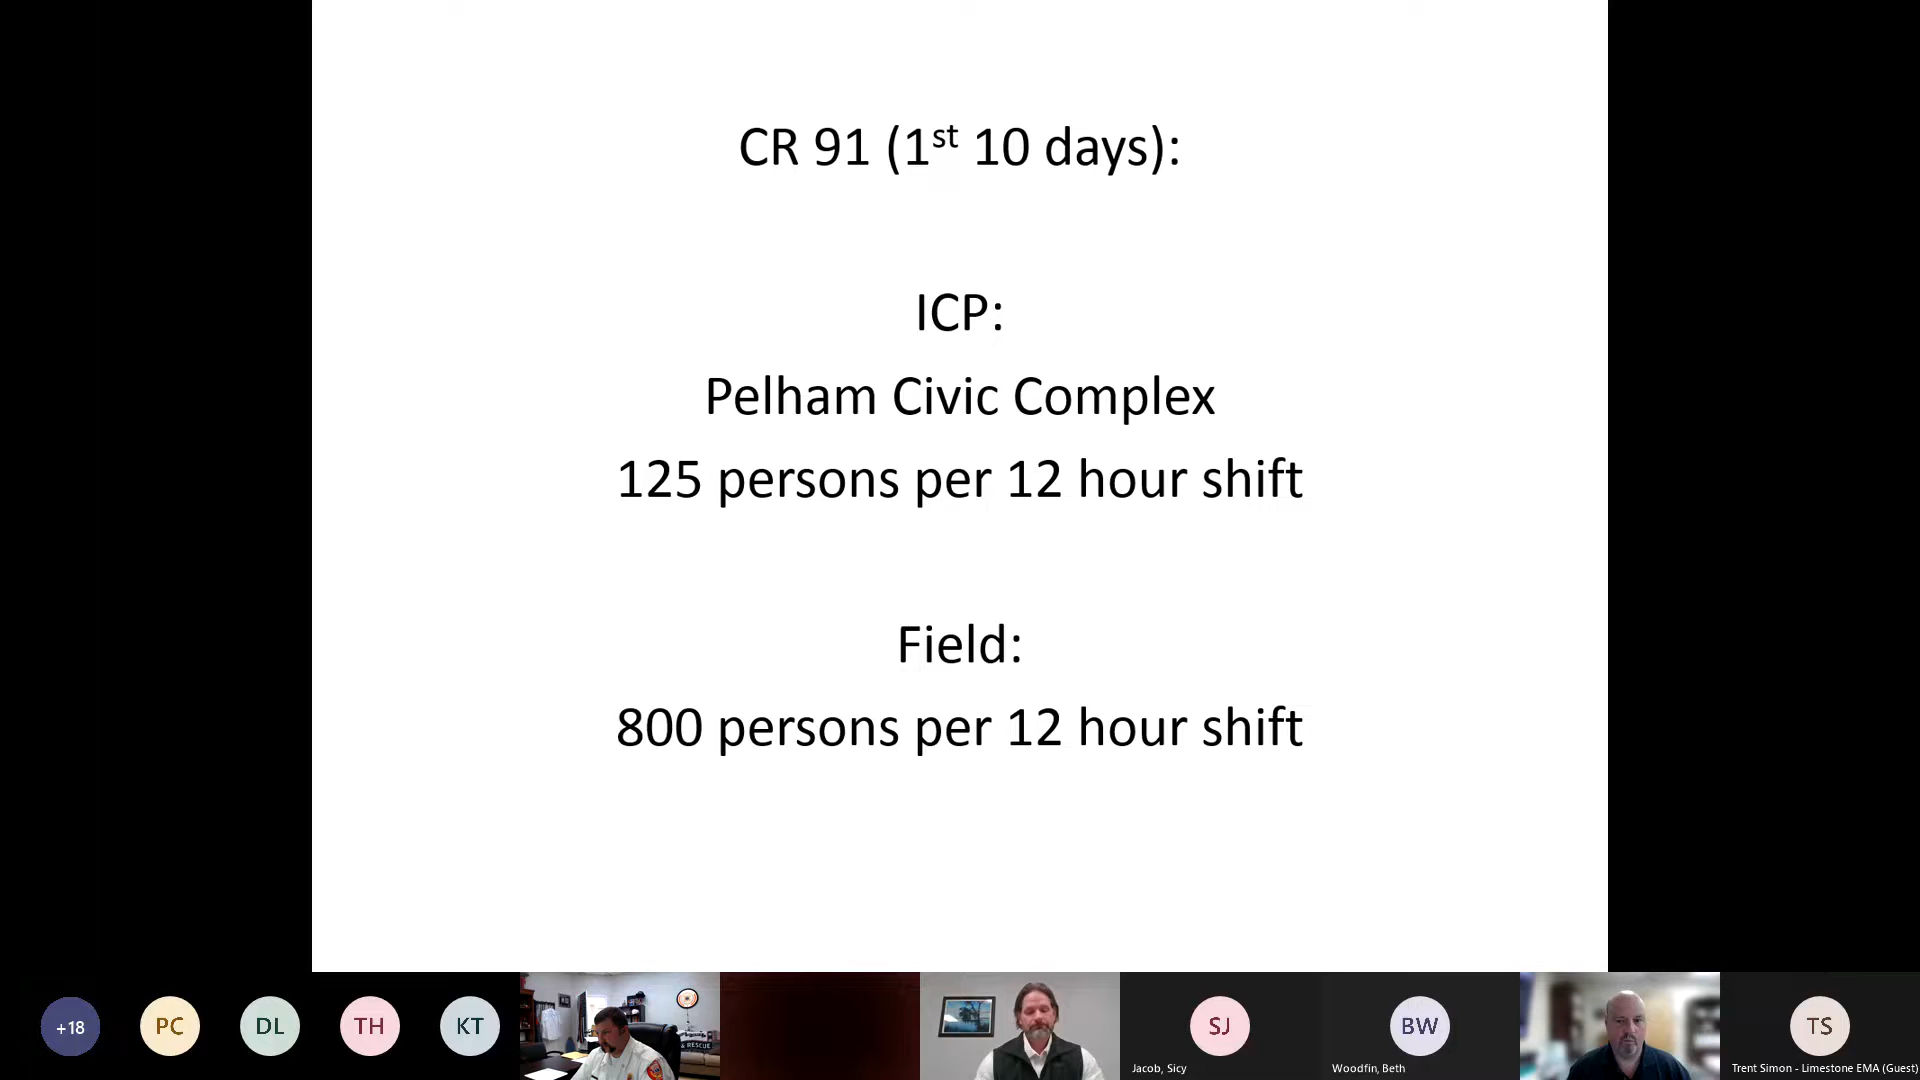 CR 91 (1st 10 days):
ICP:
Pelham Civic Complex
125 persons per 12 hour shift
Field:
800 persons per 12 hour shift
+18
PC
DL
TH
KT
& RESCUE
SJ
Jacob, Sicy
BW
Woodfin, Beth
TS
Trent Simon - Limestone EMA (Guest)